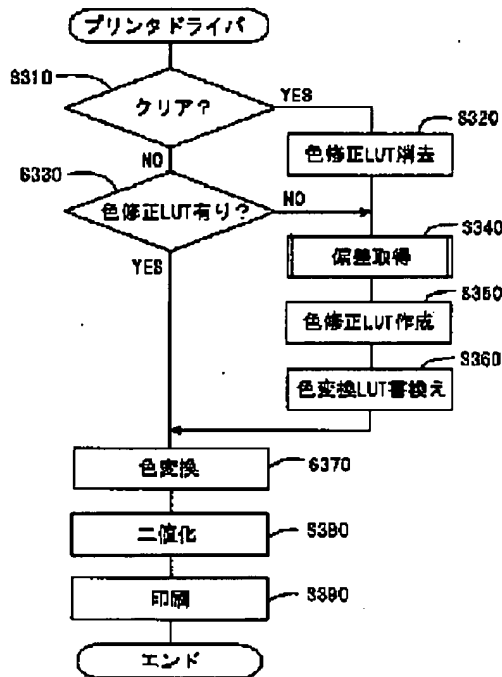 プリンタドライバ
S310
クリア？
YES
S320
色修正LUT消去
NO
S330
色修正LUT有り？
NO
S340
偏差取得
YES
S350
色修正LUT作成
S360
色変換LUT書換え
色変換
S370
二値化
S380
印刷
S390
エンド